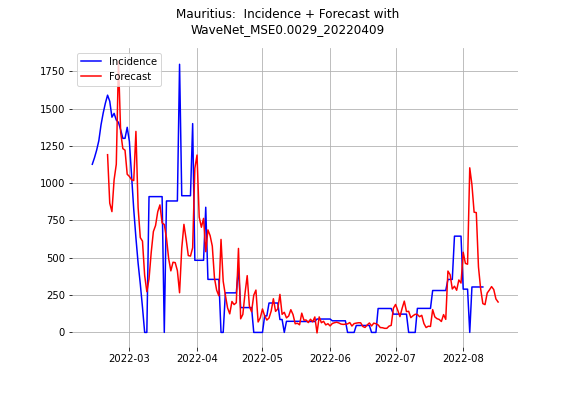 Mauritius:  Incidence + Forecast with
WaveNet_MSE0.0029_20220409
Incidence
Forecast
1750
1500
1250
1000
750
500
250
0
2022-03 2022-04 2022-05 2022-06 2022-07 2022-08